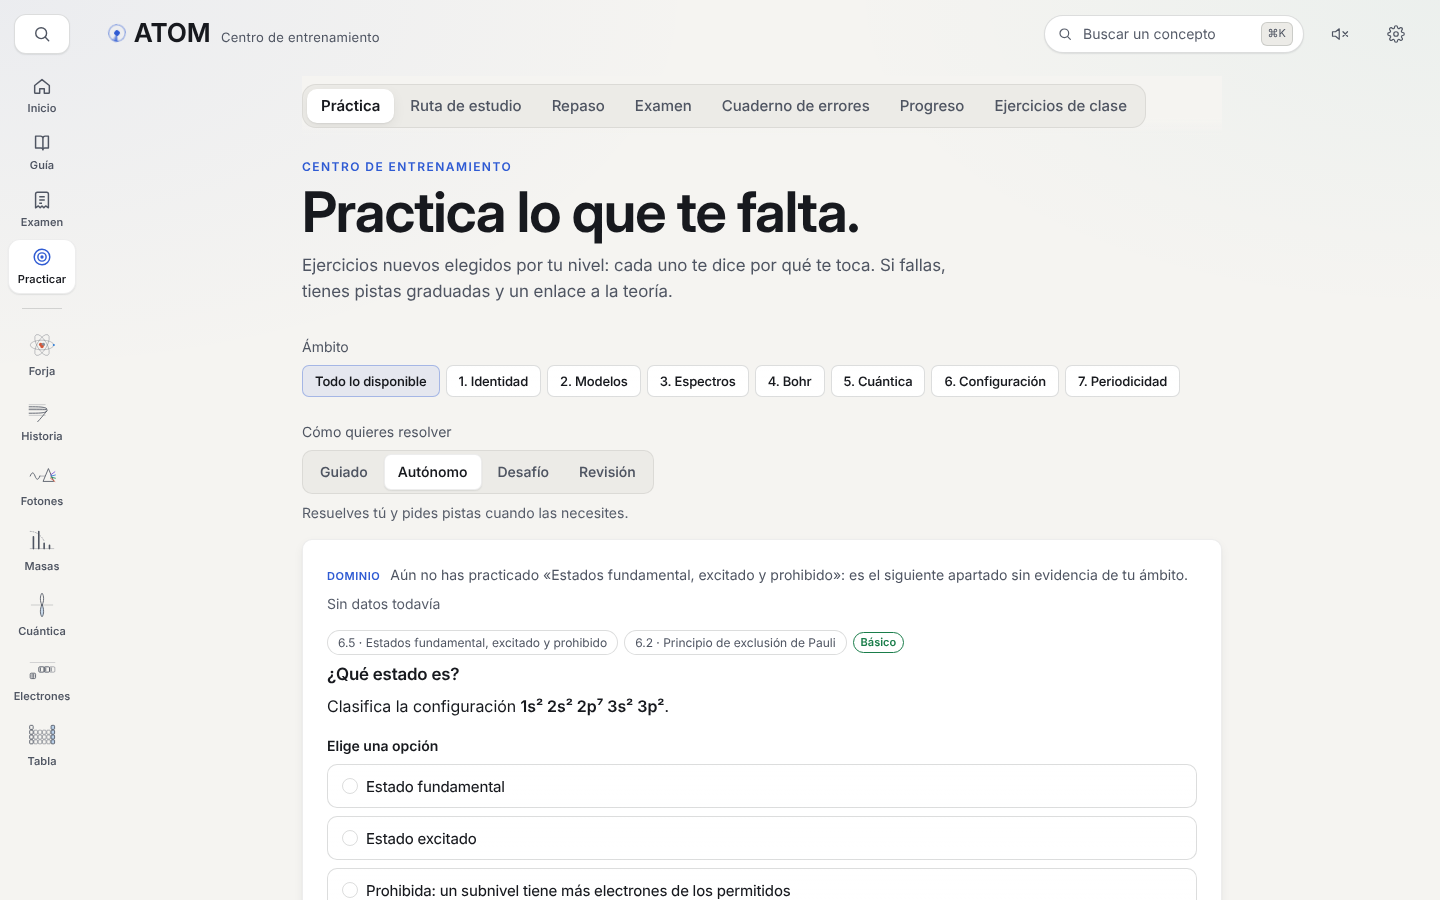 ATOM Centro de entrenamiento
Buscar un concepto ⌘K
Inicio
Guía
Examen
Practicar
Forja
Historia
Fotones
Masas
Cuántica
Electrones
Tabla
Práctica Ruta de estudio Repaso Examen Cuaderno de errores Progreso Ejercicios de clase
CENTRO DE ENTRENAMIENTO
Practica lo que te falta.
Ejercicios nuevos elegidos por tu nivel: cada uno te dice por qué te toca. Si fallas,
tienes pistas graduadas y un enlace a la teoría.
Ámbito
Todo lo disponible 1. Identidad 2. Modelos 3. Espectros 4. Bohr 5. Cuántica 6. Configuración 7. Periodicidad
Cómo quieres resolver
Guiado Autónomo Desafío Revisión
Resuelves tú y pides pistas cuando las necesites.
DOMINIO Aún no has practicado «Estados fundamental, excitado y prohibido»: es el siguiente apartado sin evidencia de tu ámbito.
Sin datos todavía
6.5 · Estados fundamental, excitado y prohibido 6.2 · Principio de exclusión de Pauli Básico
¿Qué estado es?
Clasifica la configuración 1s² 2s² 2p⁷ 3s² 3p².
Elige una opción
Estado fundamental
Estado excitado
Prohibida: un subnivel tiene más electrones de los permitidos